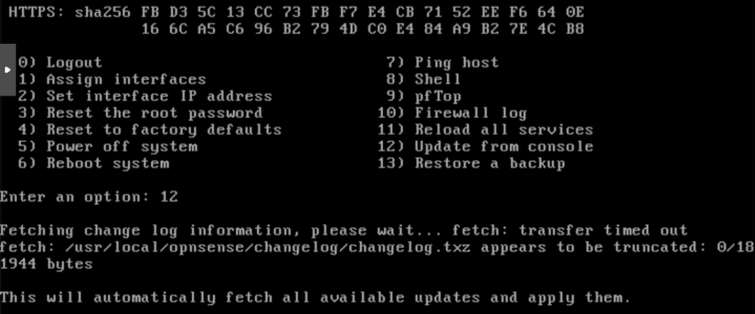 HTTPS: sha256 FB D3 5C 13 CC 73 FB F7 E4 CB 71 52 EE F6 64 0E
16 6C A5 C6 96 B2 79 4D C0 E4 84 A9 B2 7E 4C B8
0) Logout 7) Ping host
1) Assign interfaces 8) Shell
2) Set interface IP address 9) pfTop
3) Reset the root password 10) Firewall log
4) Reset to factory defaults 11) Reload all services
5) Power off system 12) Update from console
6) Reboot system 13) Restore a backup
Enter an option: 12
Fetching change log information, please wait... fetch: transfer timed out
fetch: /usr/local/opnsense/changelog/changelog.txz appears to be truncated: 0/18
1944 bytes
This will automatically fetch all available updates and apply them.